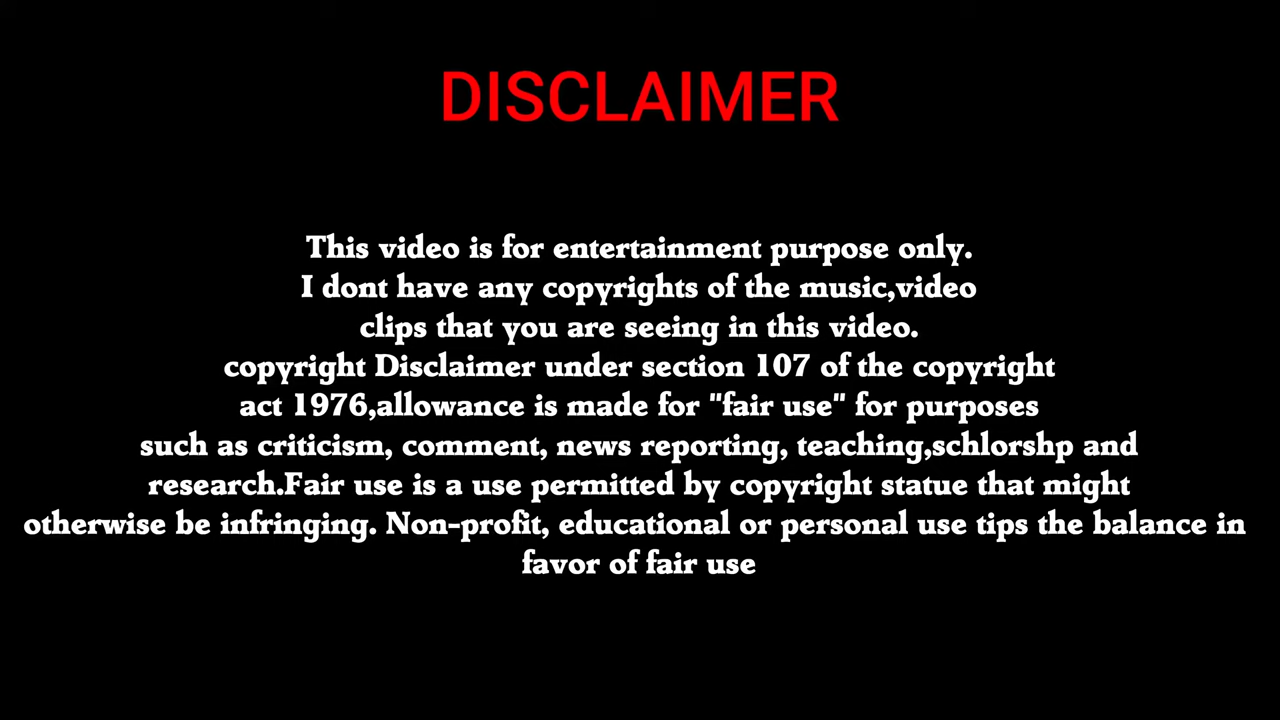 DISCLAIMER
This video is for entertainment purpose only.
I dont have any copyrights of the music,video
clips that you are seeing in this video.
copyright Disclaimer under section 107 of the copyright
act 1976,allowance is made for "fair use" for purposes
such as criticism, comment, news reporting, teaching,schlorshp and
research.Fair use is a use permitted by copyright statue that might
otherwise be infringing. Non-profit, educational or personal use tips the balance in
favor of fair use